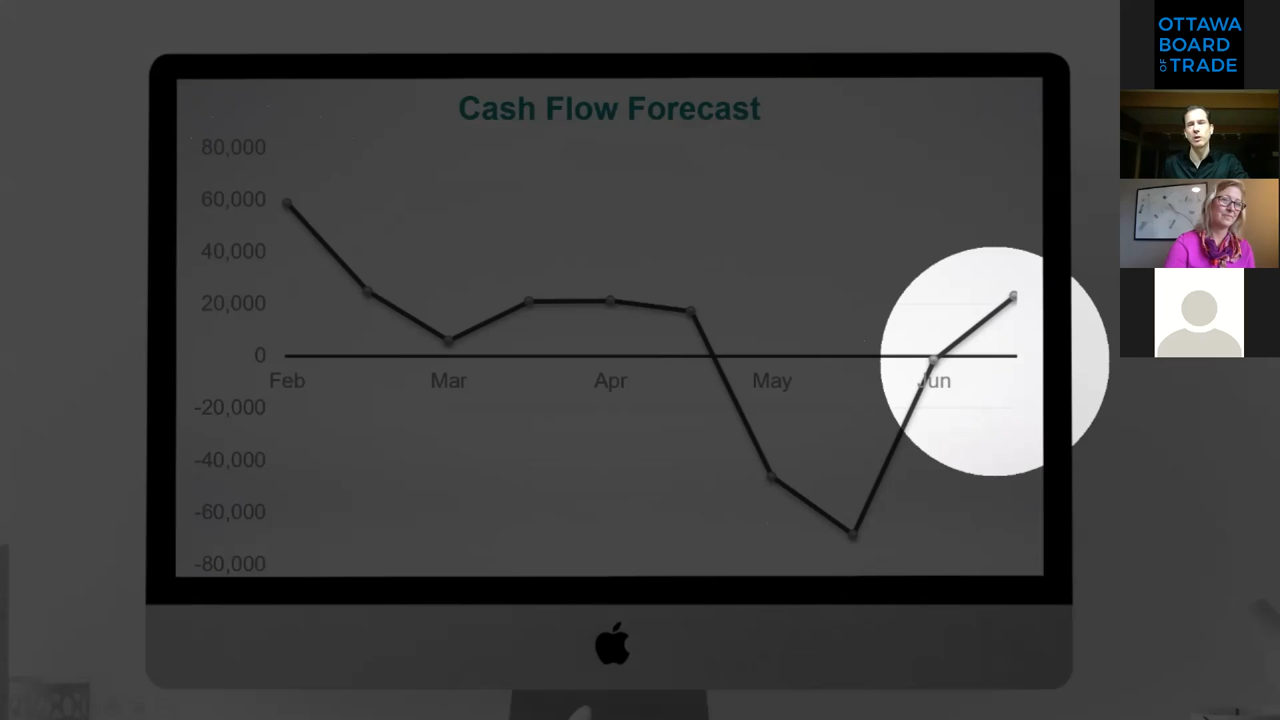 Cash Flow Forecast
80,000
60,000
40,000
20,000
0
Feb Mar Apr May Jun
-20,000
-40,000
-60,000
-80,000
OTTAWA
BOARD
OF TRADE